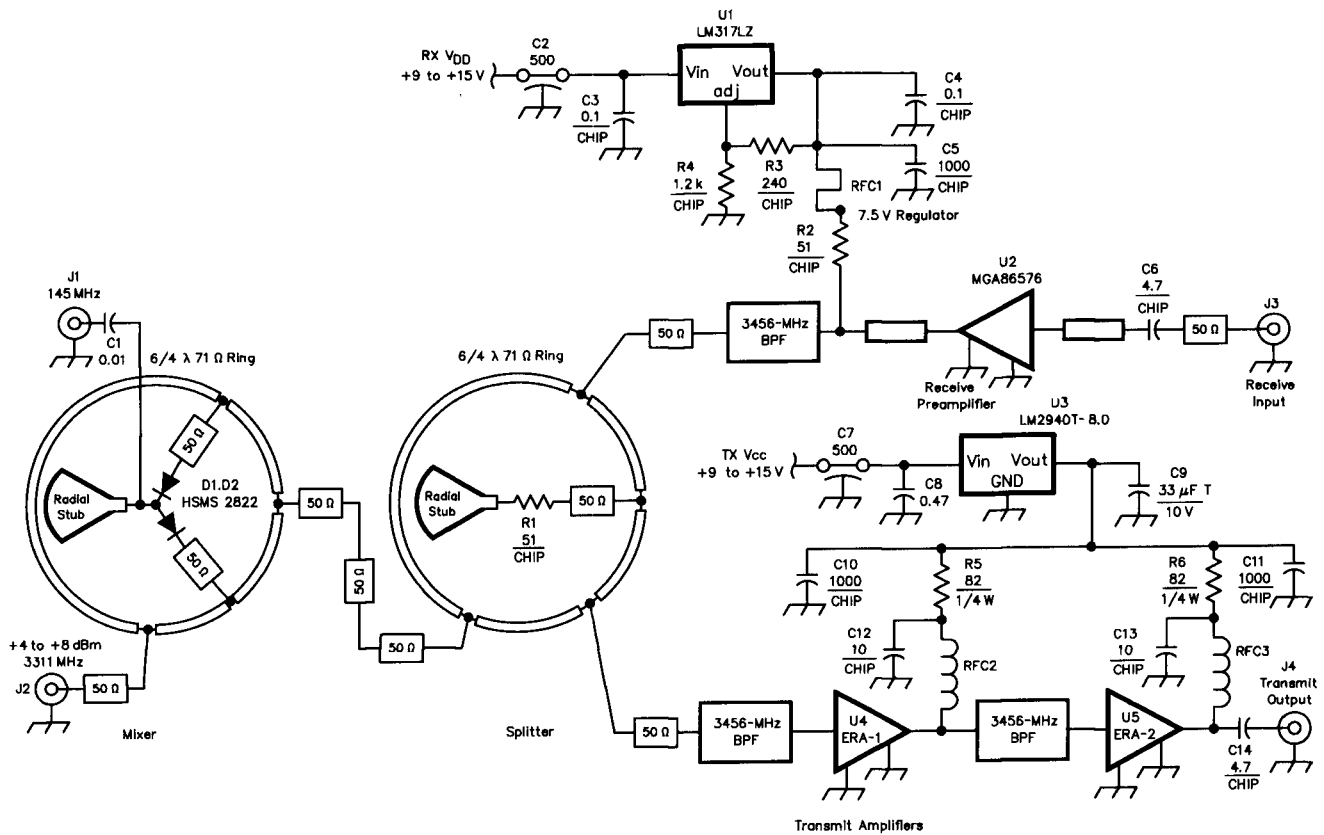 U1
LM317LZ
C2
500
RX VDD
+9 to +15 V
Vin
Vout
adj
C3
0.1
CHIP
C4
0.1
CHIP
C5
1000
CHIP
R4
1.2 k
CHIP
R3
240
CHIP
RFC1
7.5 V Regulator
R2
51
CHIP
U2
MGA86576
C6
4.7
CHIP
J3
50 Ω
3456-MHz
BPF
50 Ω
Receive
Preamplifier
Receive
Input
J1
145 MHz
C1
0.01
6/4 λ 71 Ω Ring
50 Ω
Radial
Stub
D1.D2
HSMS 2822
50 Ω
50 Ω
50 Ω
50 Ω
+4 to +8 dBm
3311 MHz
J2
50 Ω
Mixer
6/4 λ 71 Ω Ring
Radial
Stub
R1
51
CHIP
50 Ω
Splitter
U3
LM2940T-8.0
TX Vcc
+9 to +15 V
C7
500
Vin
Vout
GND
C8
0.47
C9
33 µF T
10 V
C10
1000
CHIP
R5
82
1/4 W
R6
82
1/4 W
C11
1000
CHIP
C12
10
CHIP
RFC2
C13
10
CHIP
RFC3
J4
Transmit
Output
50 Ω
3456-MHz
BPF
U4
ERA-1
3456-MHz
BPF
U5
ERA-2
C14
4.7
CHIP
Transmit Amplifiers